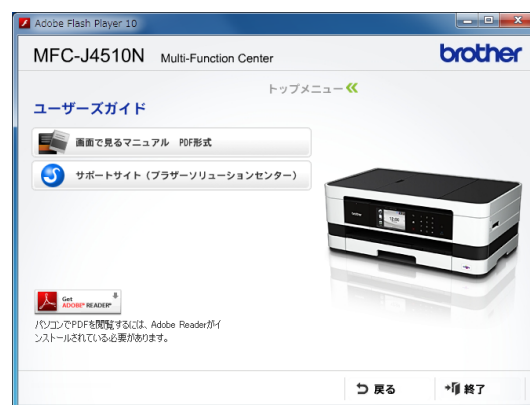 Adobe Flash Player 10
MFC-J4510N Multi-Function Center
brother
トップメニュー
ユーザーズガイド
画面で見るマニュアル PDF形式
サポートサイト（ブラザーソリューションセンター）
Get
ADOBE® READER®
パソコンでPDFを閲覧するには、Adobe Readerがイ
ンストールされている必要があります。
戻る
終了